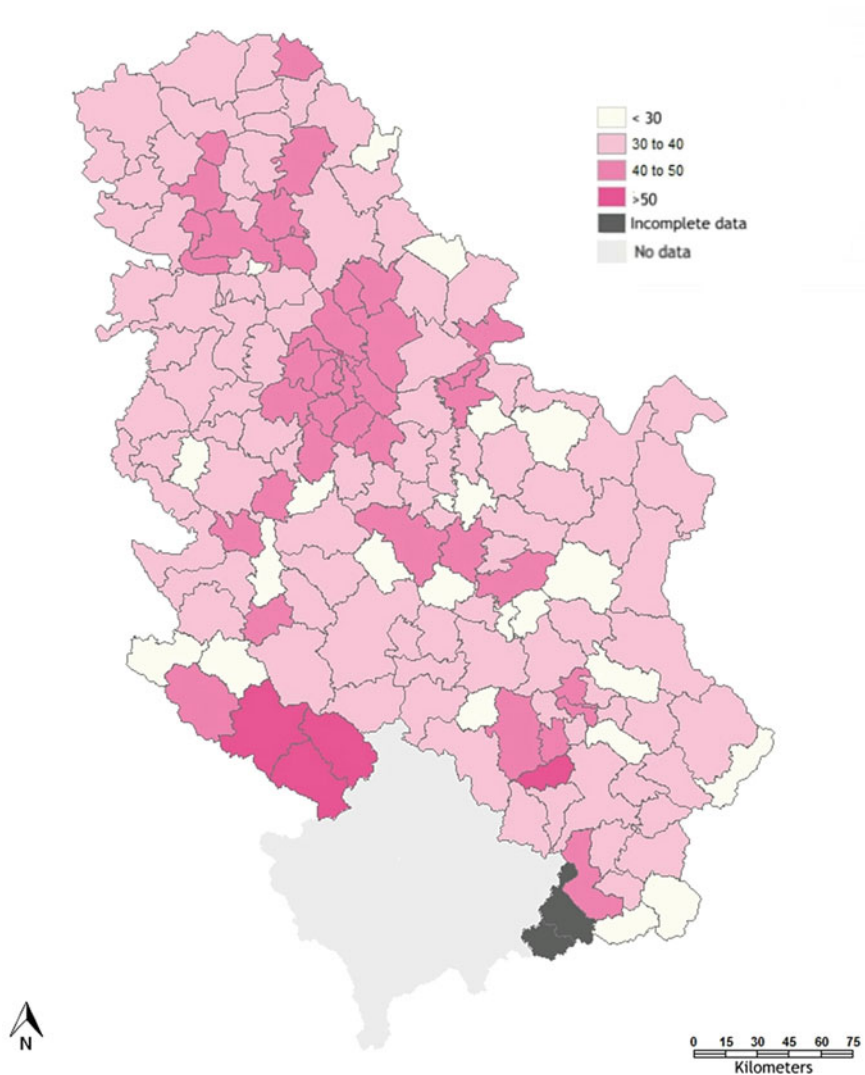 < 30
30 to 40
40 to 50
>50
Incomplete data
No data
N
0 15 30 45 60 75
Kilometers